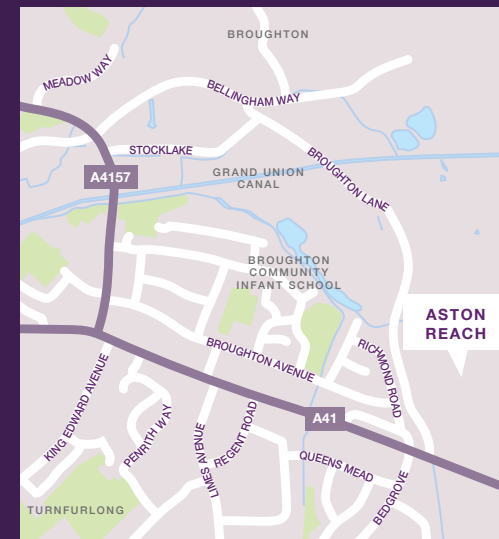 BROUGHTON
MEADOW WAY
BELLINGHAM WAY
STOCKLAKE
BROUGHTON LANE
A4157
GRAND UNION
CANAL
BROUGHTON
COMMUNITY
INFANT SCHOOL
ASTON
REACH
BROUGHTON AVENUE
RICHMOND ROAD
KING EDWARD AVENUE
PENRITH WAY
LIMES AVENUE
REGENT ROAD
A41
QUEENS MEAD
BEDGROVE
TURNFURLONG